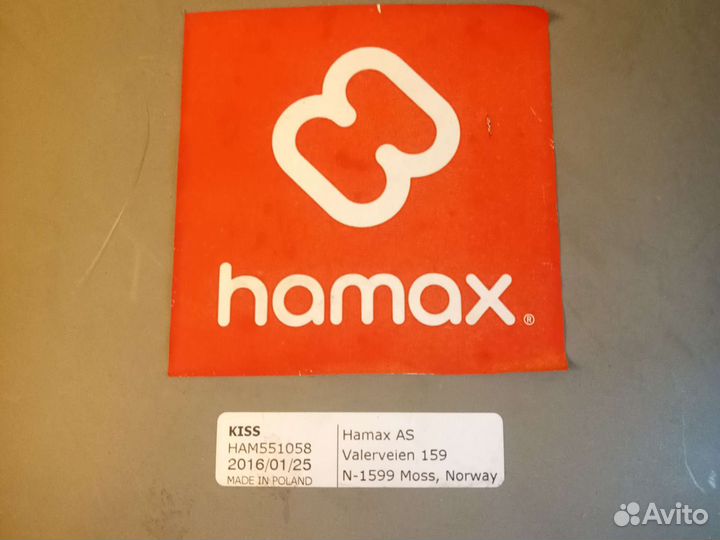 hamax®
KISS
HAM551058
2016/01/25
MADE IN POLAND
Hamax AS
Valerveien 159
N-1599 Moss, Norway
Avito